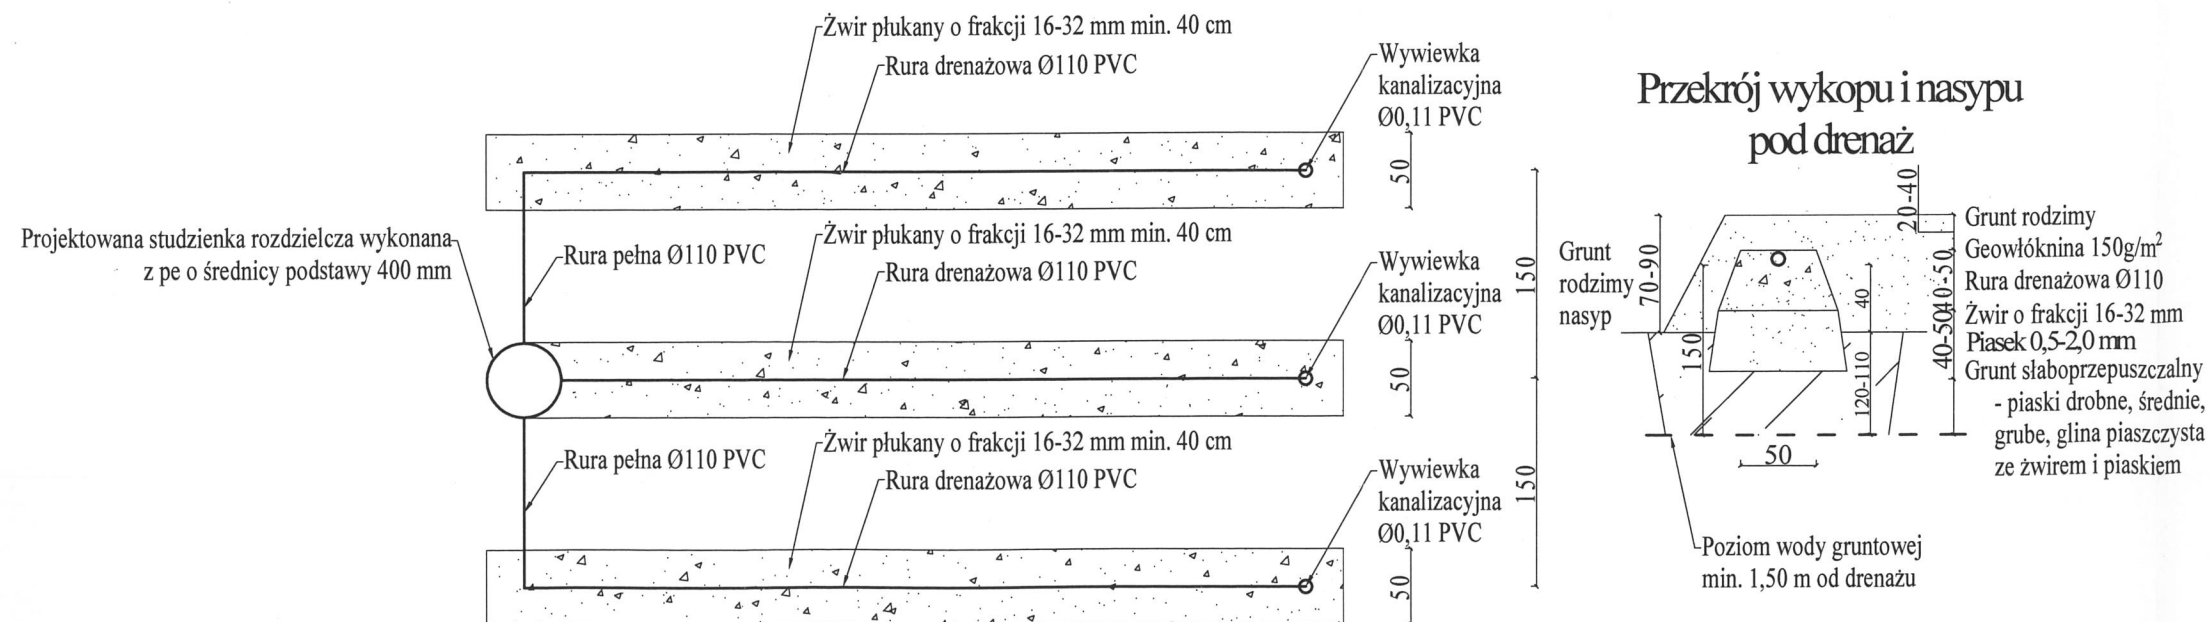 Żwir płukany o frakcji 16-32 mm min. 40 cm
Rura drenażowa Ø110 PVC
Wywiewka
kanalizacyjna
Ø0,11 PVC
50
Projektowana studzienka rozdzielcza wykonana
z pe o średnicy podstawy 400 mm
Rura pełna Ø110 PVC
Żwir płukany o frakcji 16-32 mm min. 40 cm
Rura drenażowa Ø110 PVC
Wywiewka
kanalizacyjna
Ø0,11 PVC
50
150
Rura pełna Ø110 PVC
Żwir płukany o frakcji 16-32 mm min. 40 cm
Rura drenażowa Ø110 PVC
Wywiewka
kanalizacyjna
Ø0,11 PVC
50
150
Przekrój wykopu i nasypu
pod drenaż
Grunt
rodzimy
nasyp
70-90
150
20-40
40-50
40-50
40
120-110
50
Grunt rodzimy
Geowłóknina 150g/m²
Rura drenażowa Ø110
Żwir o frakcji 16-32 mm
Piasek 0,5-2,0 mm
Grunt słaboprzepuszczalny
- piaski drobne, średnie,
grube, glina piaszczysta
ze żwirem i piaskiem
Poziom wody gruntowej
min. 1,50 m od drenażu